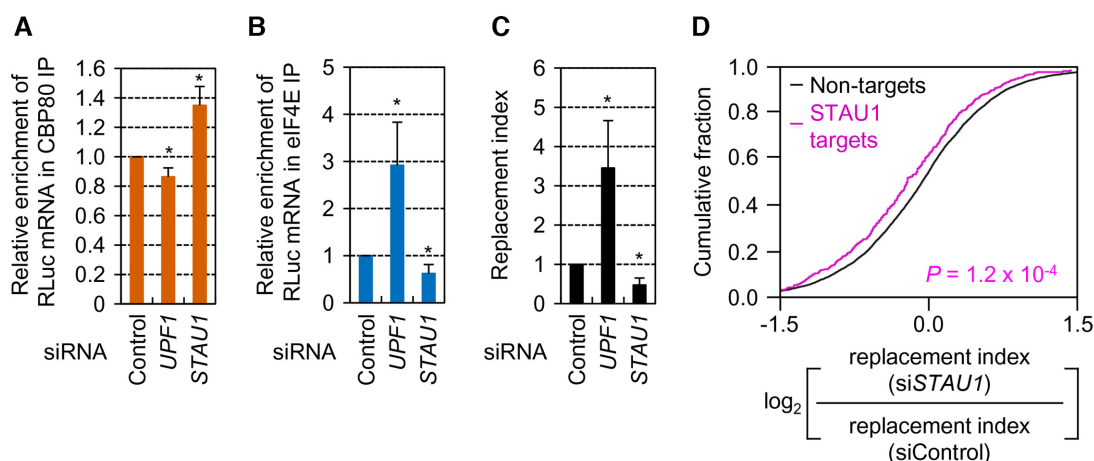 A
Relative enrichment of
RLuc mRNA in CBP80 IP
1.6
1.4
1.2
1.0
0.8
0.6
0.4
0.2
0
*
*
siRNA
Control
UPF1
STAU1
B
Relative enrichment of
RLuc mRNA in eIF4E IP
5
4
3
2
1
0
*
*
siRNA
Control
UPF1
STAU1
C
Replacement index
6
5
4
3
2
1
0
*
*
siRNA
Control
UPF1
STAU1
D
Cumulative fraction
1.0
0.8
0.6
0.4
0.2
0.0
Non-targets
STAU1
targets
P = 1.2 x 10-4
-1.5
0.0
1.5
log2
replacement index
(siSTAU1)
replacement index
(siControl)